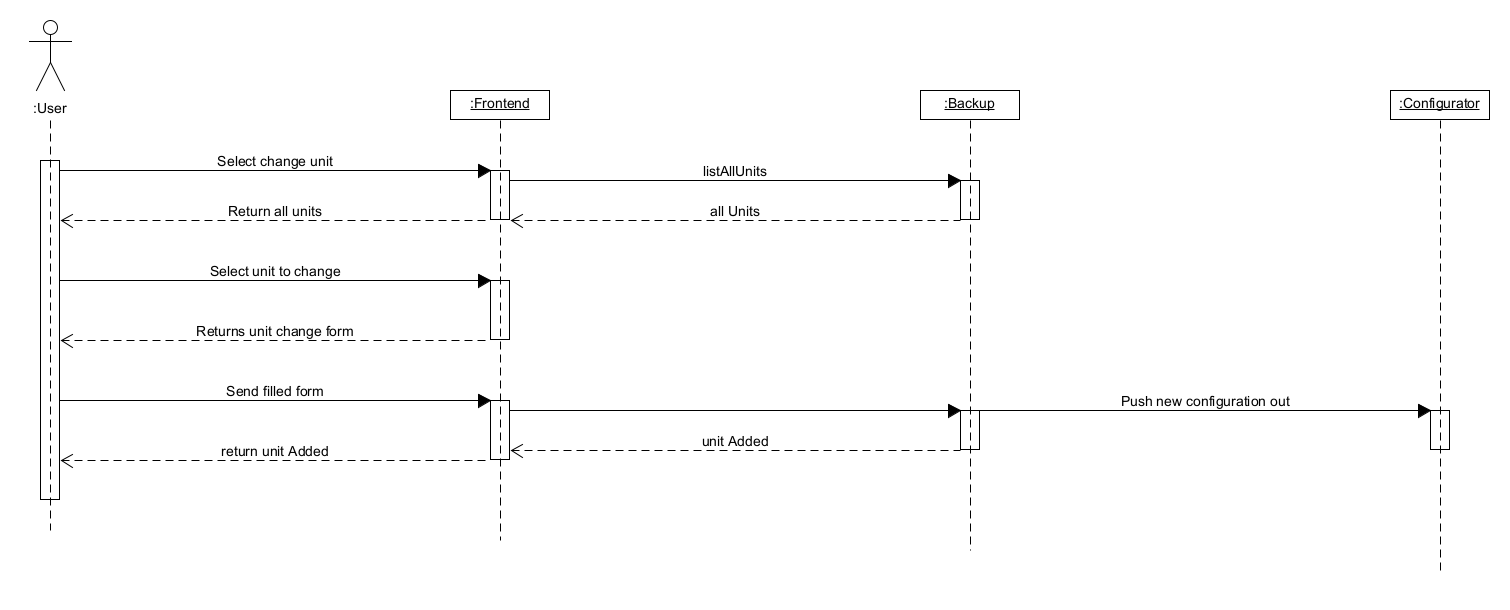 :User
:Frontend
:Backup
:Configurator
Select change unit
listAllUnits
Return all units
all Units
Select unit to change
Returns unit change form
Send filled form
Push new configuration out
unit Added
return unit Added